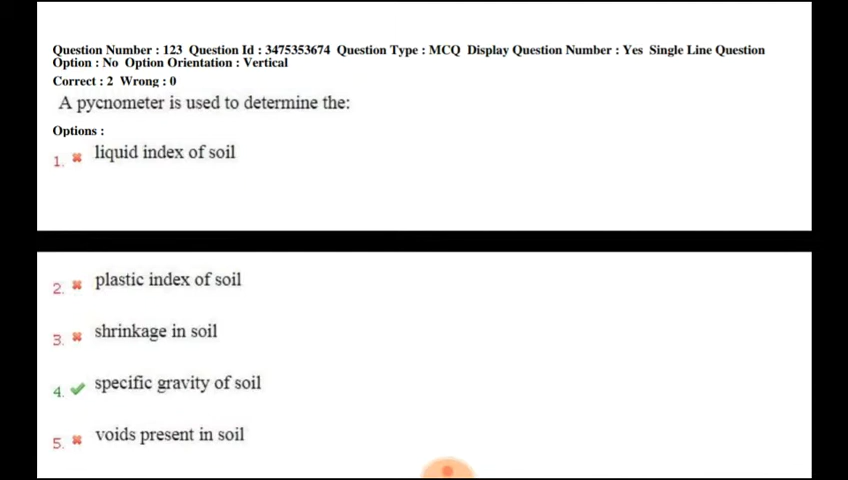 Question Number : 123 Question Id : 3475353674 Question Type : MCQ Display Question Number : Yes Single Line Question
Option : No Option Orientation : Vertical
Correct : 2 Wrong : 0
A pycnometer is used to determine the:
Options :
1. liquid index of soil
2. plastic index of soil
3. shrinkage in soil
4. specific gravity of soil
5. voids present in soil